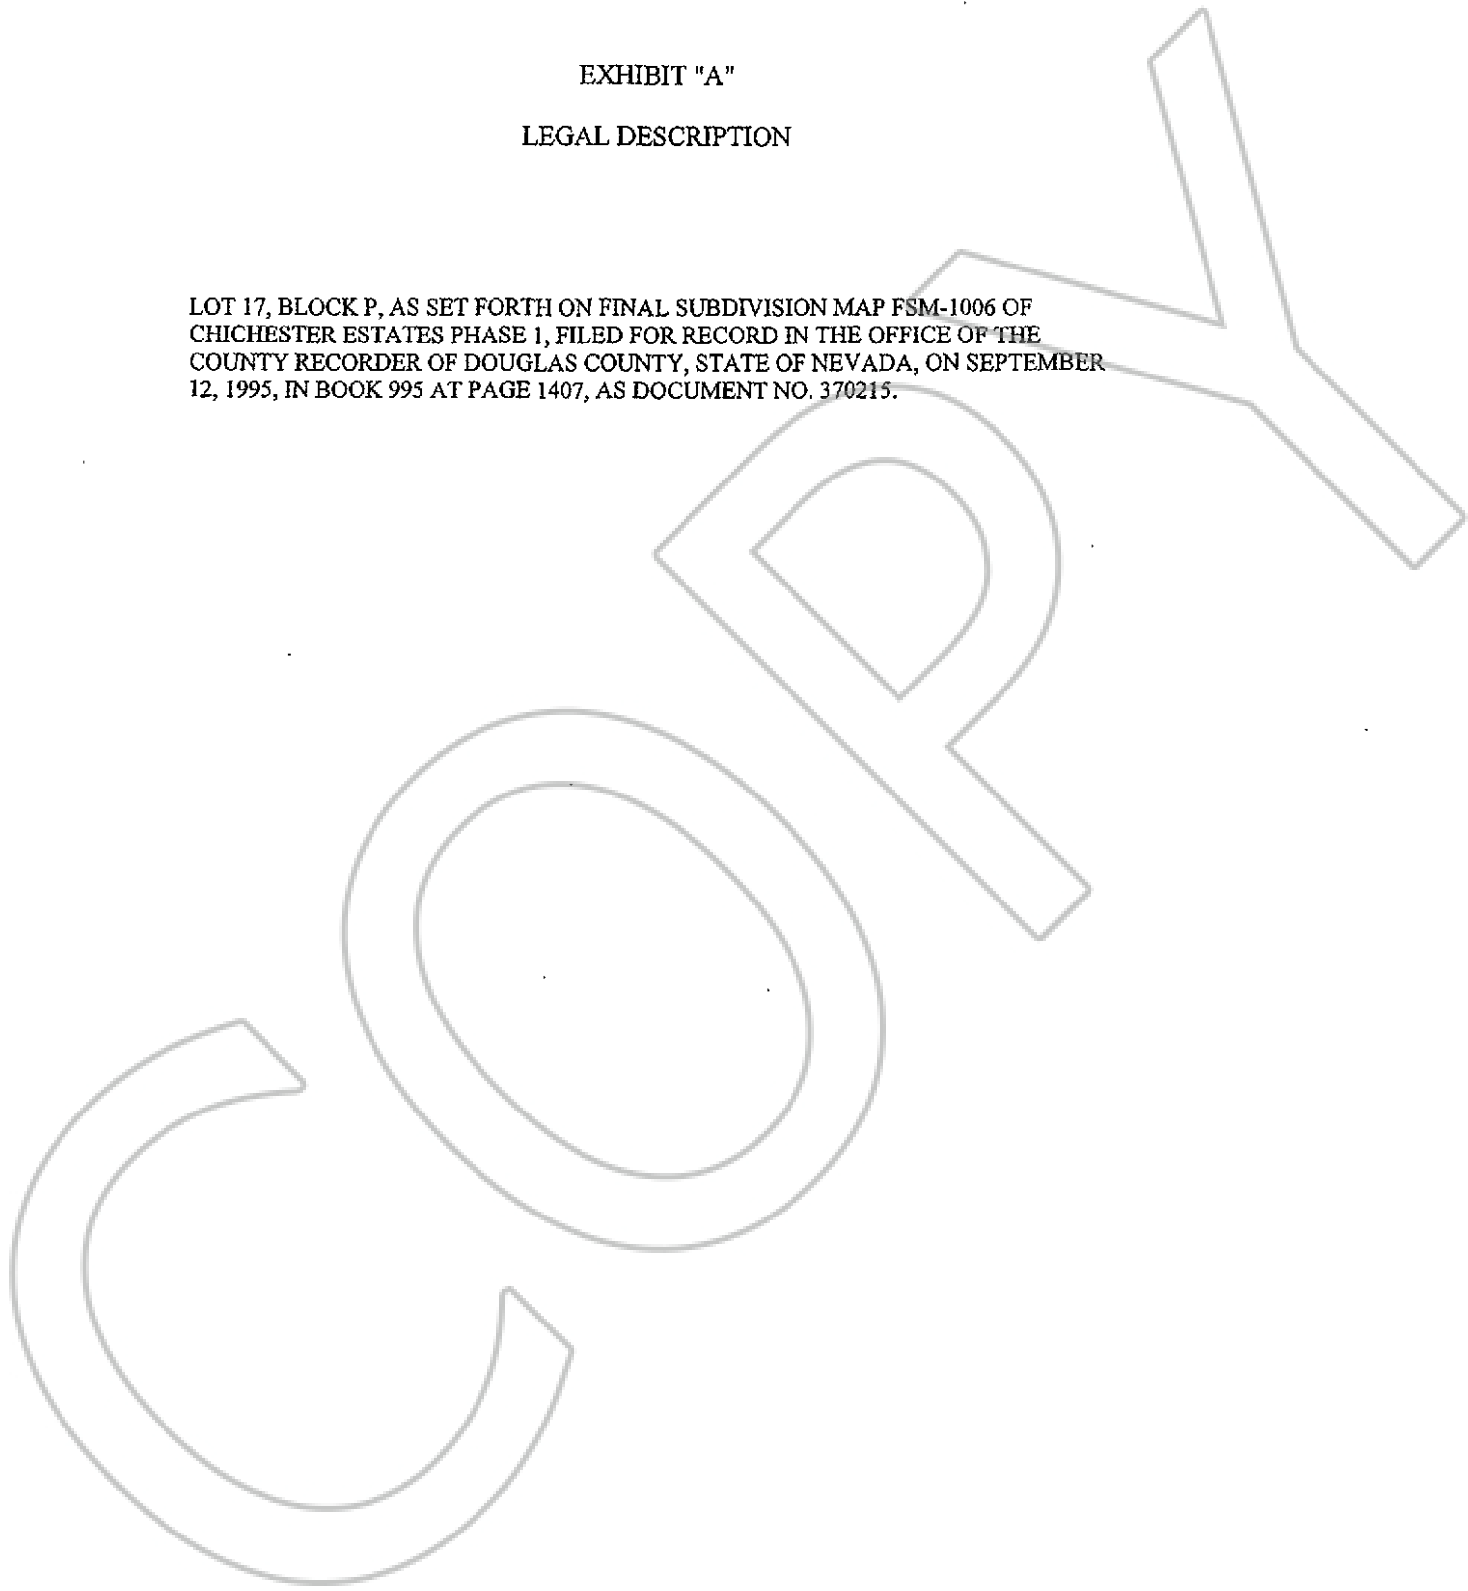 EXHIBIT "A"
LEGAL DESCRIPTION
LOT 17, BLOCK P, AS SET FORTH ON FINAL SUBDIVISION MAP FSM-1006 OF
CHICHESTER ESTATES PHASE 1, FILED FOR RECORD IN THE OFFICE OF THE
COUNTY RECORDER OF DOUGLAS COUNTY, STATE OF NEVADA, ON SEPTEMBER
12, 1995, IN BOOK 995 AT PAGE 1407, AS DOCUMENT NO. 370215.
COPY